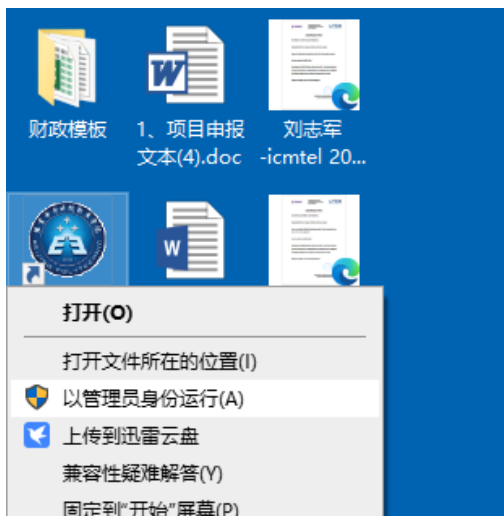 财政模板
1、项目申报
文本(4).doc
刘志军
-icmtel 20...
W
W
打开(O)
打开文件所在的位置(I)
以管理员身份运行(A)
上传到迅雷云盘
兼容性疑难解答(Y)
固定到"开始"屏幕(P)